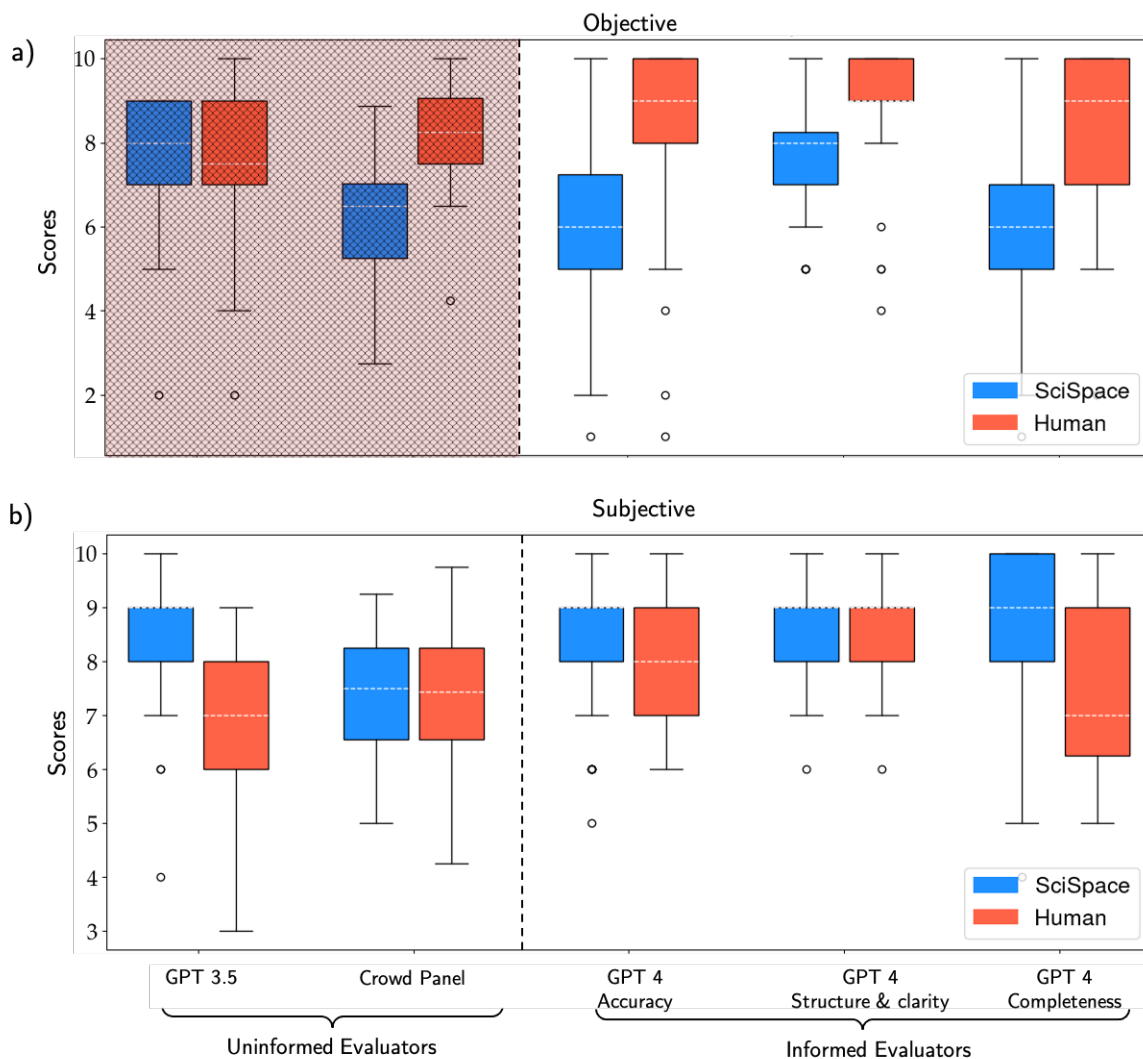 Objective
a)
10
8
6
4
2
Scores
SciSpace
Human
Subjective
b)
10
9
8
7
6
5
4
3
Scores
SciSpace
Human
GPT 3.5
Crowd Panel
GPT 4
Accuracy
GPT 4
Structure & clarity
GPT 4
Completeness
Uninformed Evaluators
Informed Evaluators